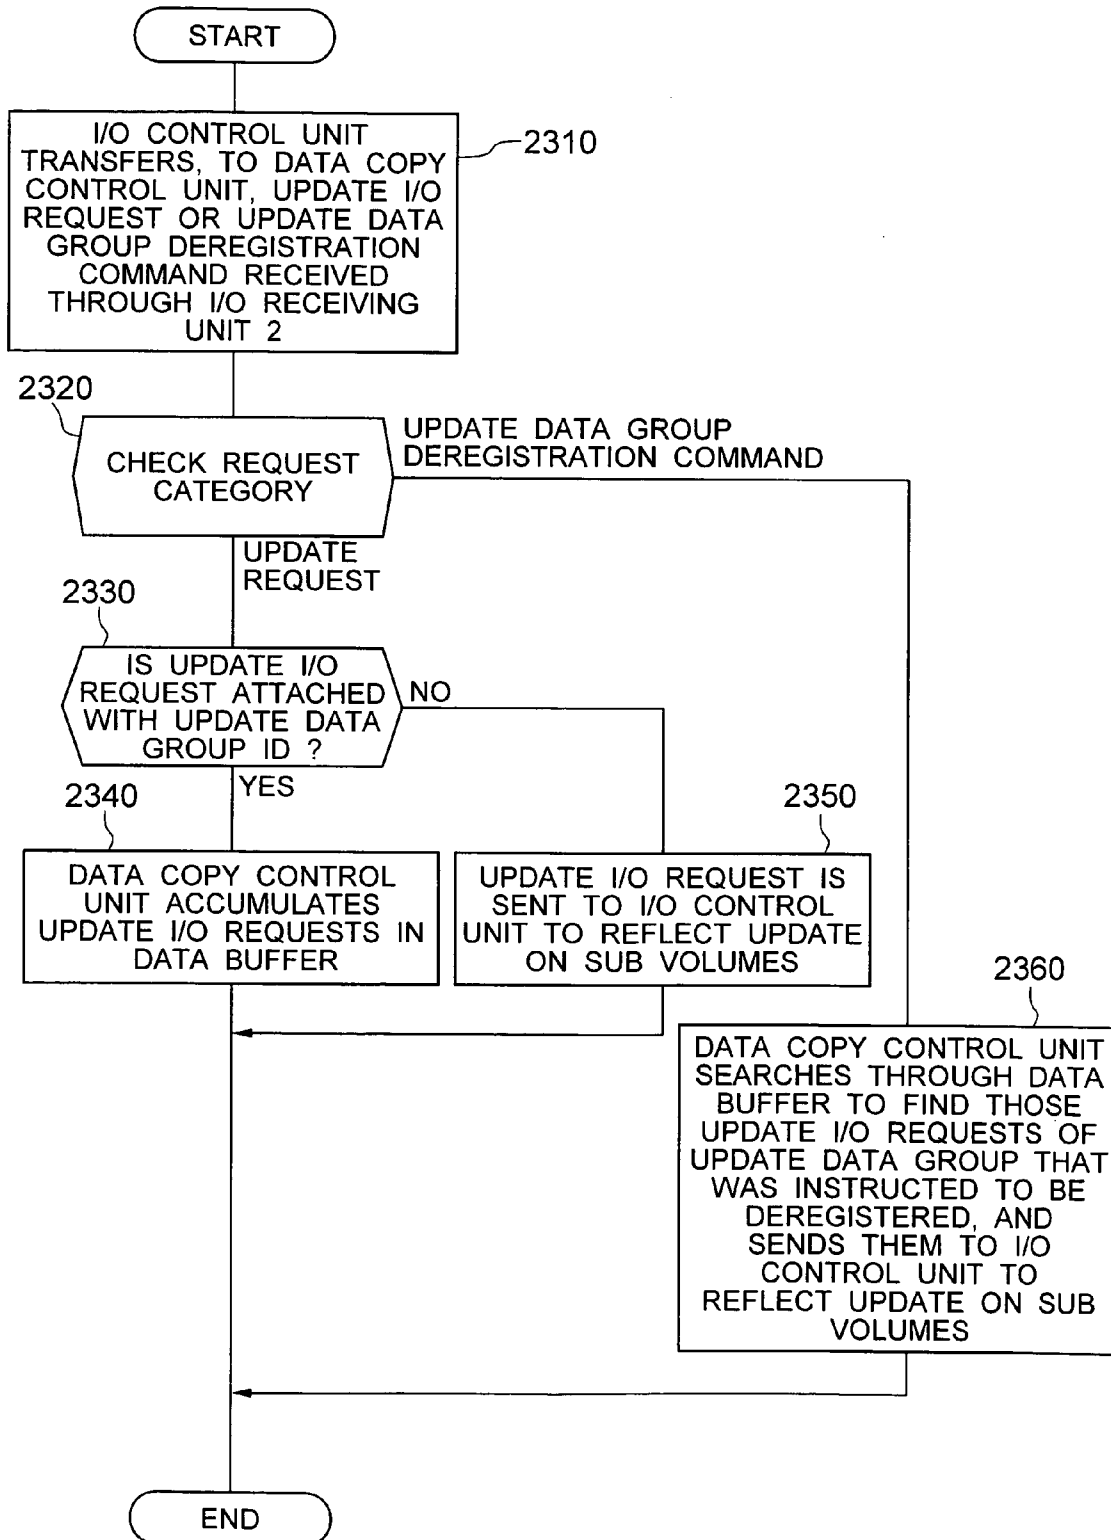 START
I/O CONTROL UNIT
TRANSFERS, TO DATA COPY
CONTROL UNIT, UPDATE I/O
REQUEST OR UPDATE DATA
GROUP DEREGISTRATION
COMMAND RECEIVED
THROUGH I/O RECEIVING
UNIT 2
2310
2320
CHECK REQUEST
CATEGORY
UPDATE DATA GROUP
DEREGISTRATION COMMAND
UPDATE
REQUEST
2330
IS UPDATE I/O
REQUEST ATTACHED
WITH UPDATE DATA
GROUP ID ?
NO
YES
2340
DATA COPY CONTROL
UNIT ACCUMULATES
UPDATE I/O REQUESTS IN
DATA BUFFER
2350
UPDATE I/O REQUEST IS
SENT TO I/O CONTROL
UNIT TO REFLECT UPDATE
ON SUB VOLUMES
2360
DATA COPY CONTROL UNIT
SEARCHES THROUGH DATA
BUFFER TO FIND THOSE
UPDATE I/O REQUESTS OF
UPDATE DATA GROUP THAT
WAS INSTRUCTED TO BE
DEREGISTERED, AND
SENDS THEM TO I/O
CONTROL UNIT TO
REFLECT UPDATE ON SUB
VOLUMES
END